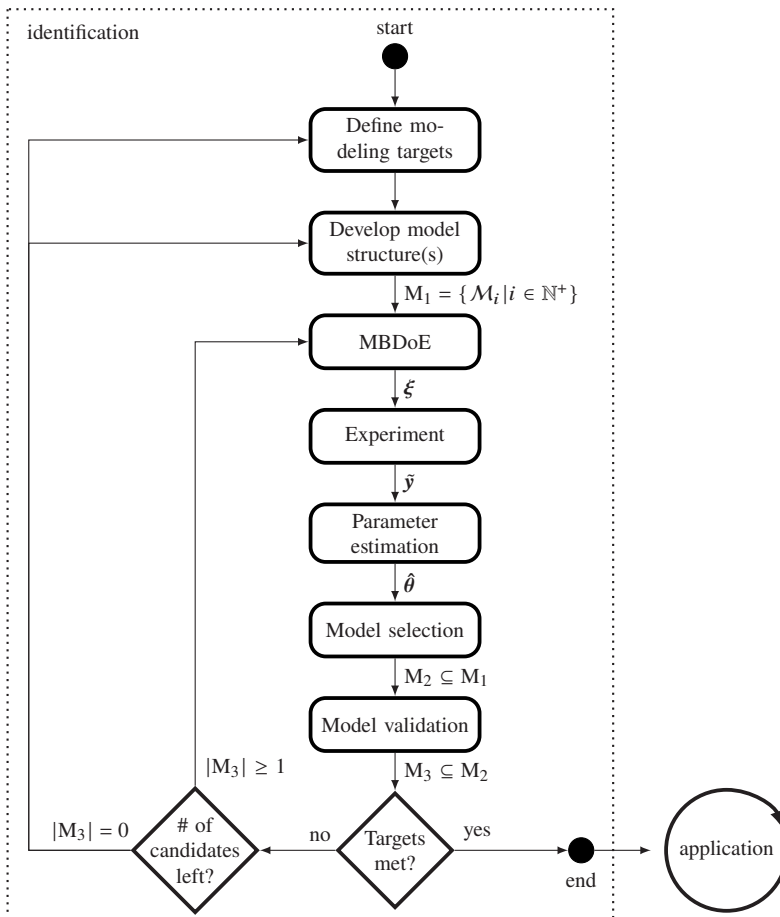 identification
start
Define mo-
deling targets
Develop model
structure(s)
M₁ = {ℳᵢ|i ∈ ℕ⁺}
MBDoE
ξ
Experiment
ỹ
Parameter
estimation
θ̂
Model selection
M₂ ⊆ M₁
Model validation
M₃ ⊆ M₂
|M₃| ≥ 1
|M₃| = 0
# of
candidates
left?
no
Targets
met?
yes
end
application